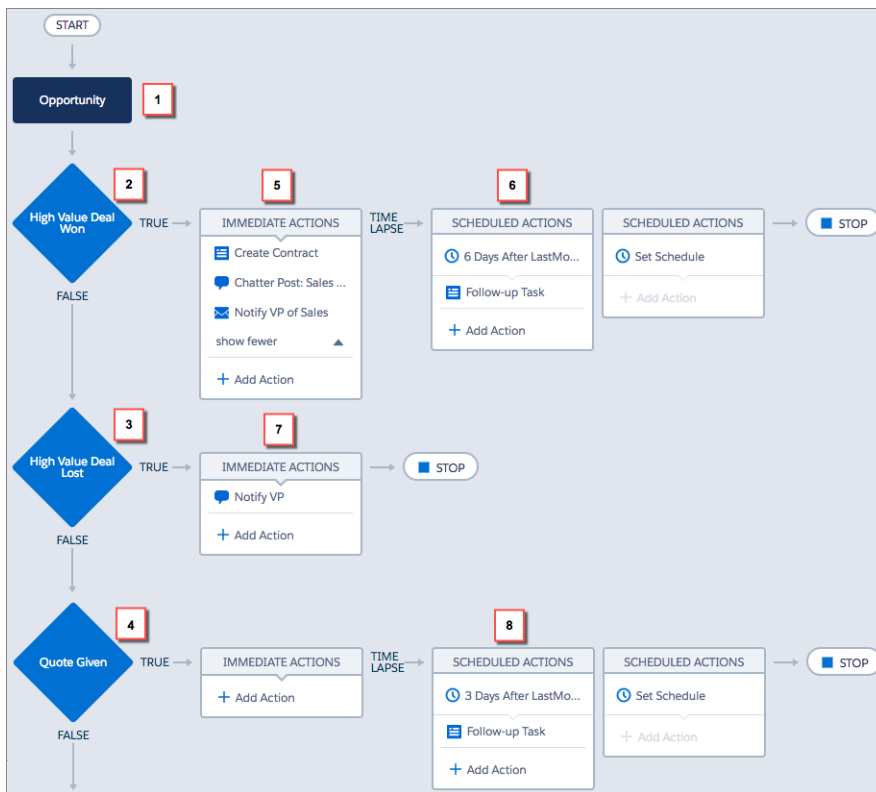 START
Opportunity
1
2
High Value Deal
Won
TRUE
5
IMMEDIATE ACTIONS
Create Contract
Chatter Post: Sales ...
Notify VP of Sales
show fewer
+ Add Action
TIME
LAPSE
6
SCHEDULED ACTIONS
6 Days After LastMo...
Follow-up Task
+ Add Action
SCHEDULED ACTIONS
Set Schedule
+ Add Action
STOP
FALSE
3
High Value Deal
Lost
TRUE
7
IMMEDIATE ACTIONS
Notify VP
+ Add Action
STOP
FALSE
4
Quote Given
TRUE
IMMEDIATE ACTIONS
+ Add Action
TIME
LAPSE
8
SCHEDULED ACTIONS
3 Days After LastMo...
Follow-up Task
+ Add Action
SCHEDULED ACTIONS
Set Schedule
+ Add Action
STOP
FALSE